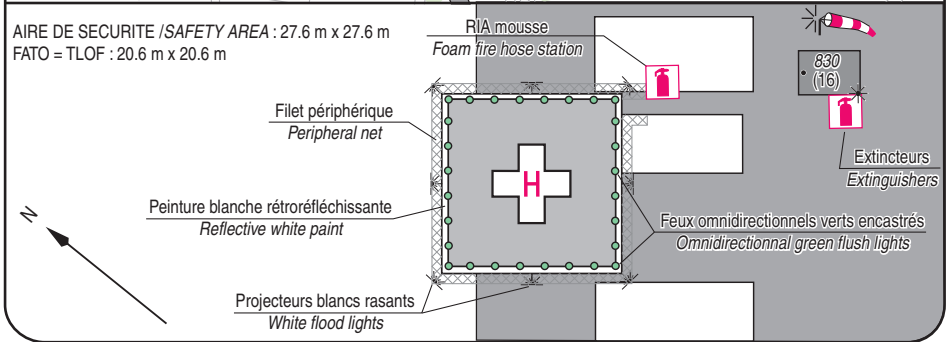 AIRE DE SECURITE /SAFETY AREA : 27.6 m x 27.6 m
FATO = TLOF : 20.6 m x 20.6 m
RIA mousse
Foam fire hose station
830
(16)
Filet périphérique
Peripheral net
Extincteurs
Extinguishers
H
Peinture blanche rétroréfléchissante
Reflective white paint
Feux omnidirectionnels verts encastrés
Omnidirectionnal green flush lights
N
Projecteurs blancs rasants
White flood lights